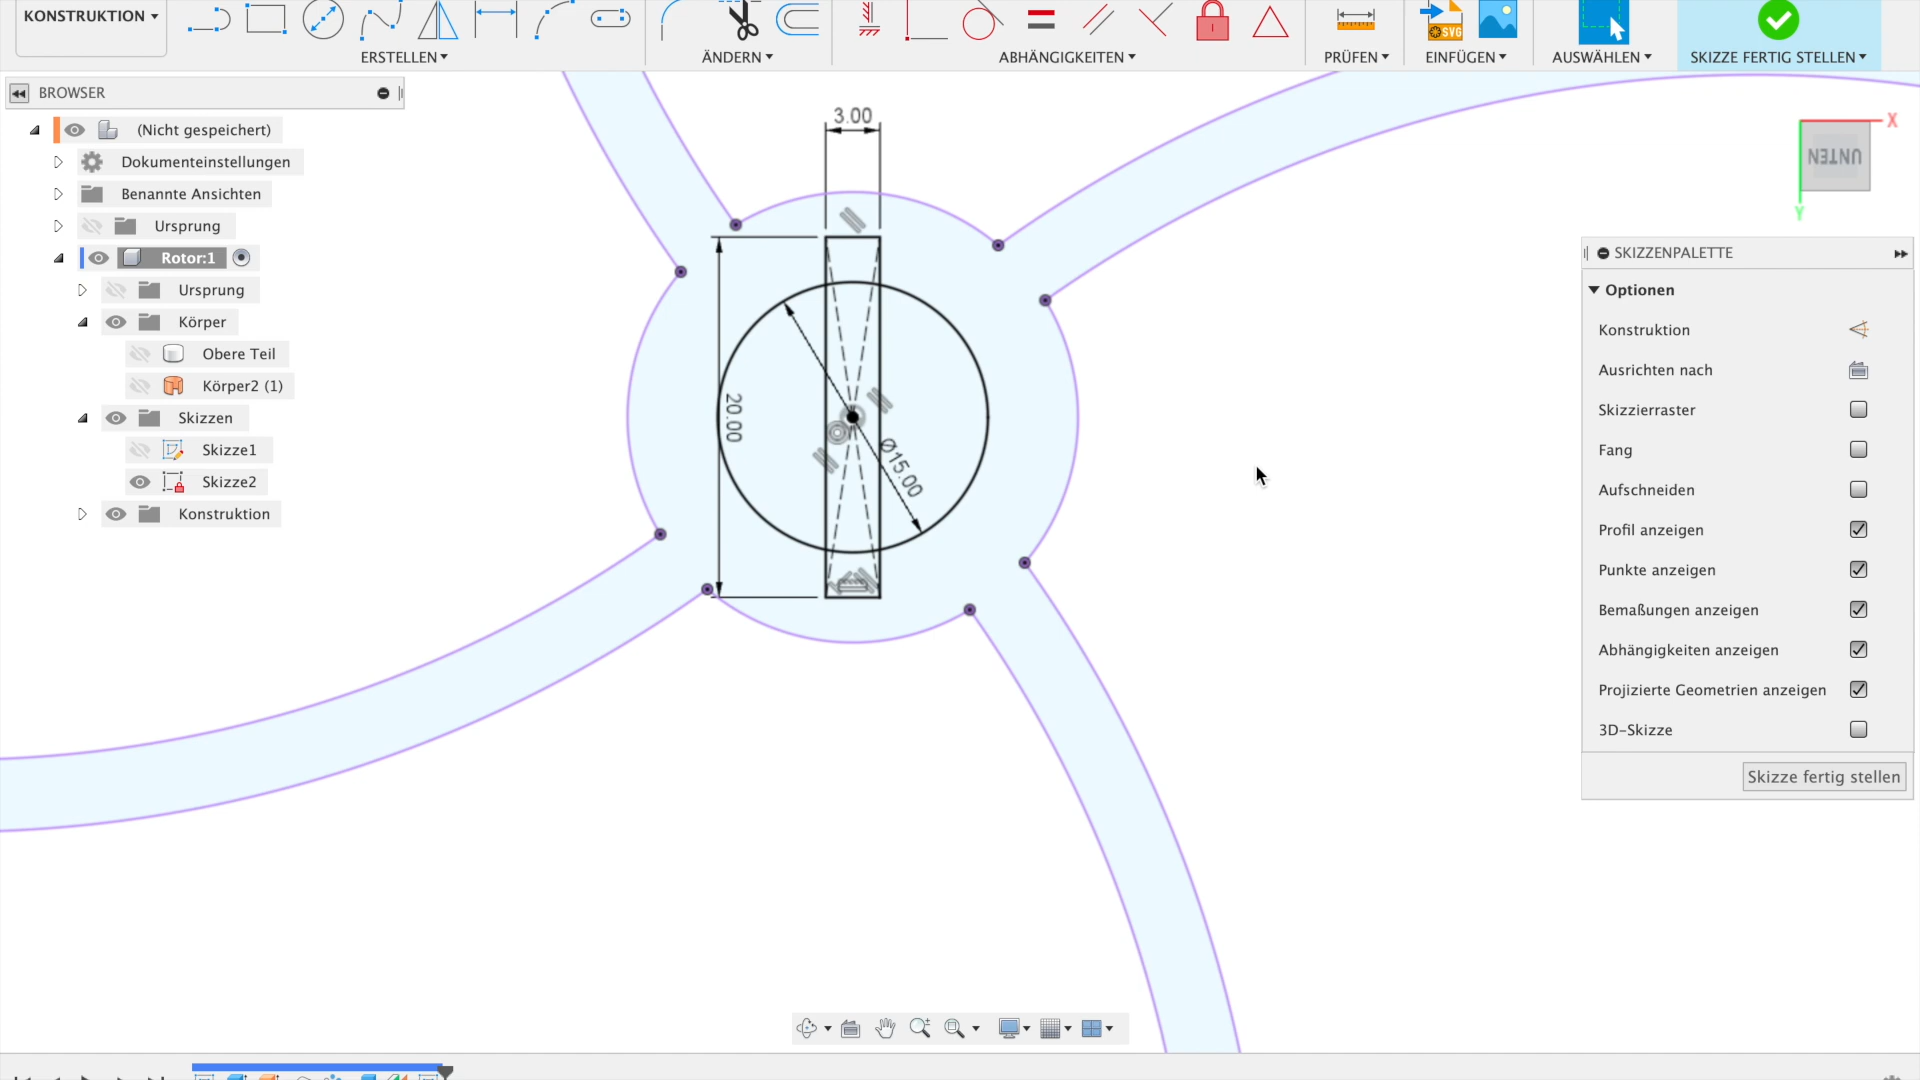 KONSTRUKTION
ERSTELLEN
ÄNDERN
ABHÄNGIGKEITEN
PRÜFEN
EINFÜGEN
SVG
AUSWÄHLEN
SKIZZE FERTIG STELLEN
BROWSER
(Nicht gespeichert)
Dokumenteinstellungen
Benannte Ansichten
Ursprung
Rotor:1
Ursprung
Körper
Obere Teil
Körper2 (1)
Skizzen
Skizze1
Skizze2
Konstruktion
3.00
20.00
Ø15.00
X
UNTEN
Y
SKIZZENPALETTE
Optionen
Konstruktion
Ausrichten nach
Skizzierraster
Fang
Aufschneiden
Profil anzeigen
Punkte anzeigen
Bemaßungen anzeigen
Abhängigkeiten anzeigen
Projizierte Geometrien anzeigen
3D-Skizze
Skizze fertig stellen